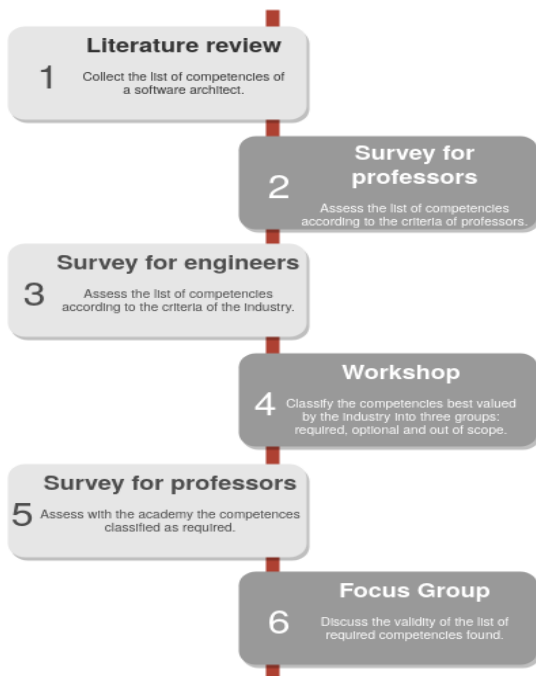 Literature review
1
Collect the list of competencies of
a software architect.
Survey for
professors
2
Assess the list of competencies
according to the criteria of professors.
Survey for engineers
3
Assess the list of competencies
according to the criteria of the industry.
Workshop
4
Classify the competencies best valued
by the industry into three groups:
required, optional and out of scope.
Survey for professors
5
Assess with the academy the competences
classified as required.
Focus Group
6
Discuss the validity of the list of
required competencies found.